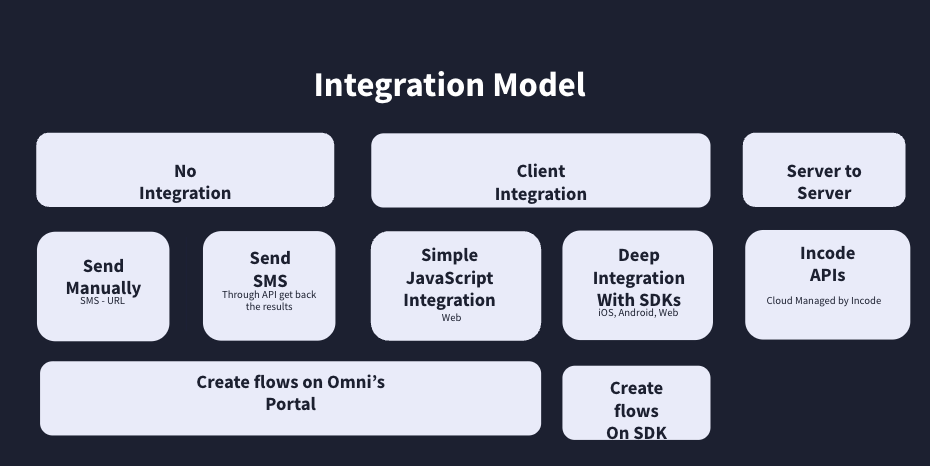 Integration Model
No
Integration
Client
Integration
Server to
Server
Send
Manually
SMS - URL
Send
SMS
Through API get back
the results
Simple
JavaScript
Integration
Web
Deep
Integration
With SDKs
iOS, Android, Web
Incode
APIs
Cloud Managed by Incode
Create flows on Omni’s
Portal
Create
flows
On SDK